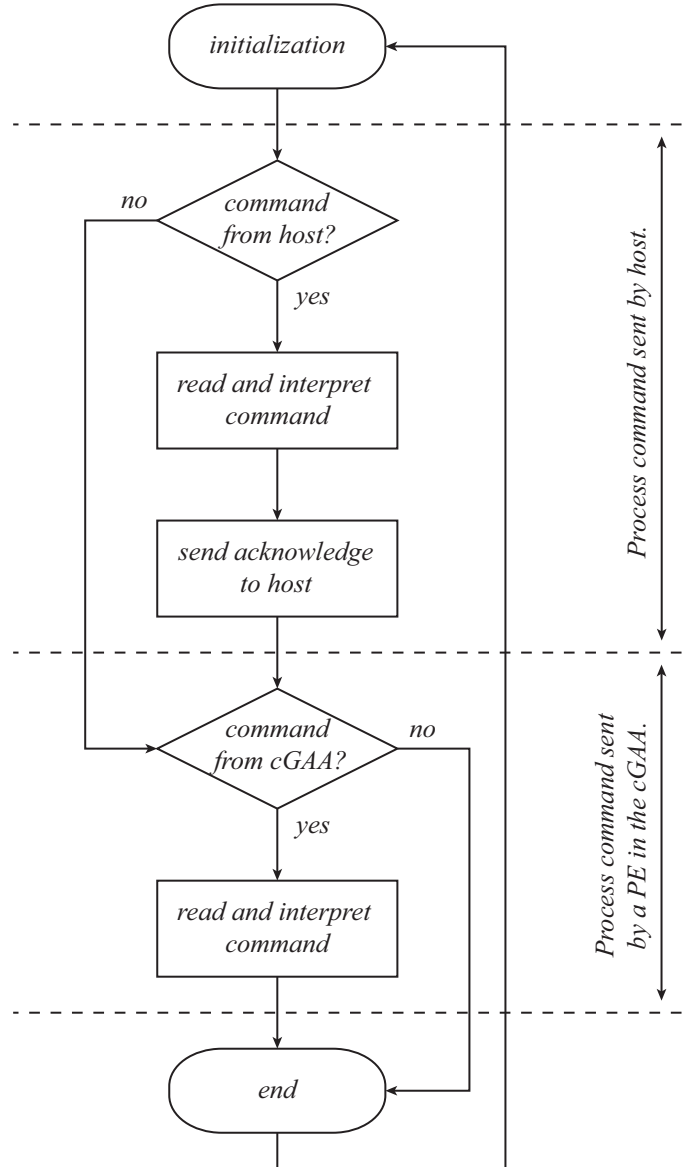 initialization
no
command
from host?
yes
read and interpret
command
send acknowledge
to host
Process command sent by host.
command
from cGAA?
no
yes
read and interpret
command
Process command sent
by a PE in the cGAA.
end